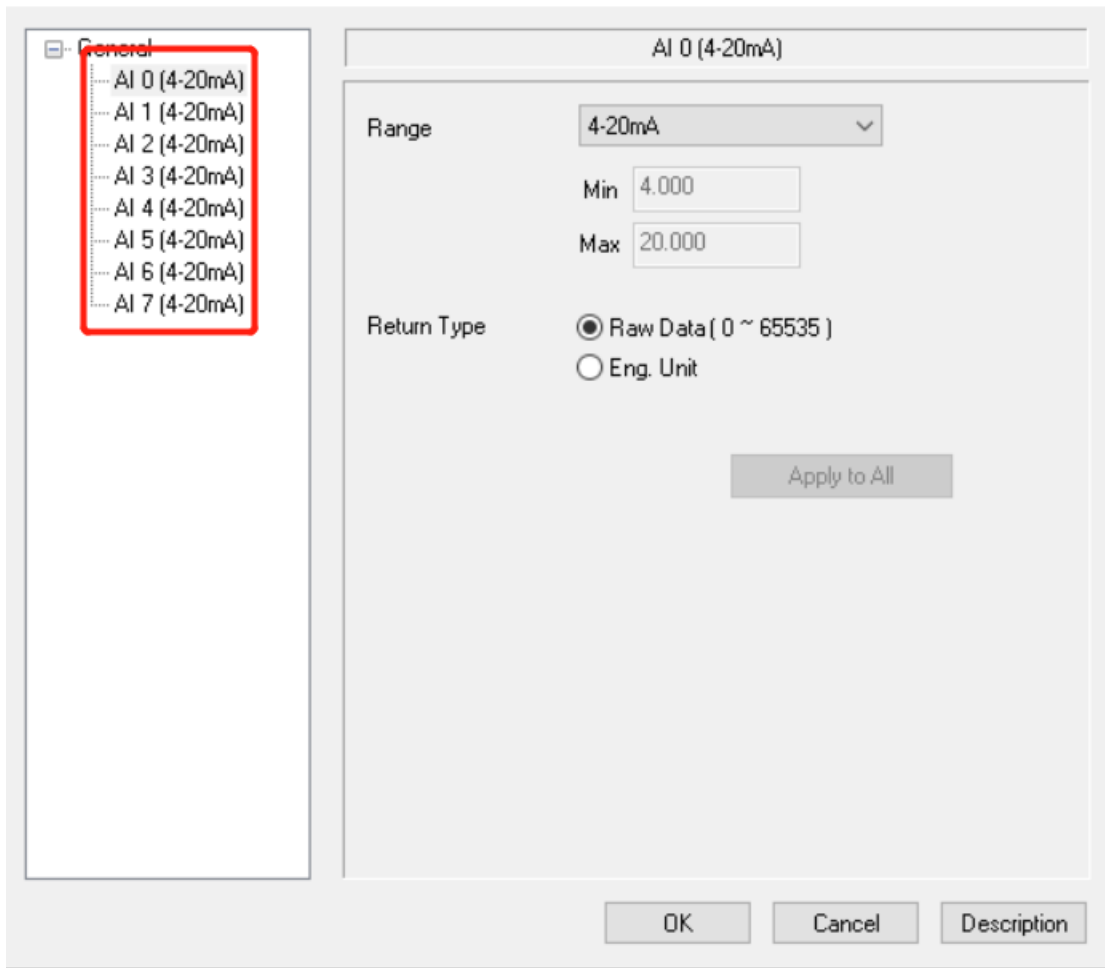 General
AI 0 (4-20mA)
AI 1 (4-20mA)
AI 2 (4-20mA)
AI 3 (4-20mA)
AI 4 (4-20mA)
AI 5 (4-20mA)
AI 6 (4-20mA)
AI 7 (4-20mA)
AI 0 (4-20mA)
Range 4-20mA
Min 4.000
Max 20.000
Return Type Raw Data ( 0 ~ 65535 )
Eng. Unit
Apply to All
OK Cancel Description